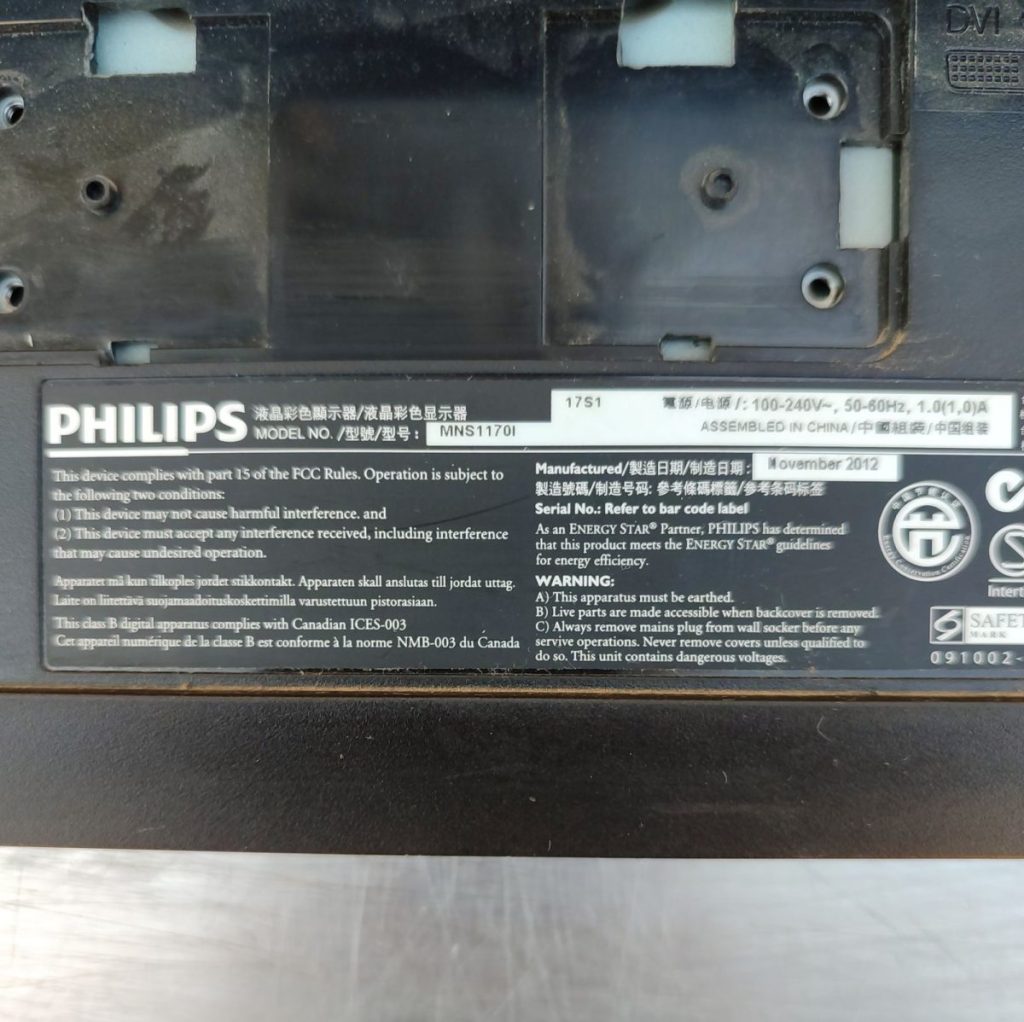 DVI
PHILIPS
液晶彩色顯示器/液晶彩色显示器
MODEL NO. /型號/型号 :
MNS1170I
17S1
電源/电源/: 100-240V~, 50-60Hz, 1.0(1,0)A
ASSEMBLED IN CHINA/中國組裝/中国组装
This device complies with part 15 of the FCC Rules. Operation is subject to
the following two conditions:
(1) This device may not cause harmful interference. and
(2) This device must accept any interference received, including interference
that may cause undesired operation.
Apparatet må kun tilkoples jordet stikkontakt. Apparaten skall anslutas till jordat uttag.
Laite on liitettävä suojamaadoituskoskettimilla varustettuun pistorasiaan.
This class B digital apparatus complies with Canadian ICES-003
Cet appareil numérique de la classe B est conforme à la norme NMB-003 du Canada
Manufactured/製造日期/制造日期 :
November 2012
製造號碼/制造号码: 參考條碼標籤/参考条码标签
Serial No.: Refer to bar code label
As an ENERGY STAR® Partner, PHILIPS has determined
that this product meets the ENERGY STAR® guidelines
for energy efficiency.
WARNING:
A) This apparatus must be earthed.
B) Live parts are made accessible when backcover is removed.
C) Always remove mains plug from wall socker before any
servive operations. Never remove covers unless qualified to
do so. This unit contains dangerous voltages.
Intert
SAFET
MARK
091002-